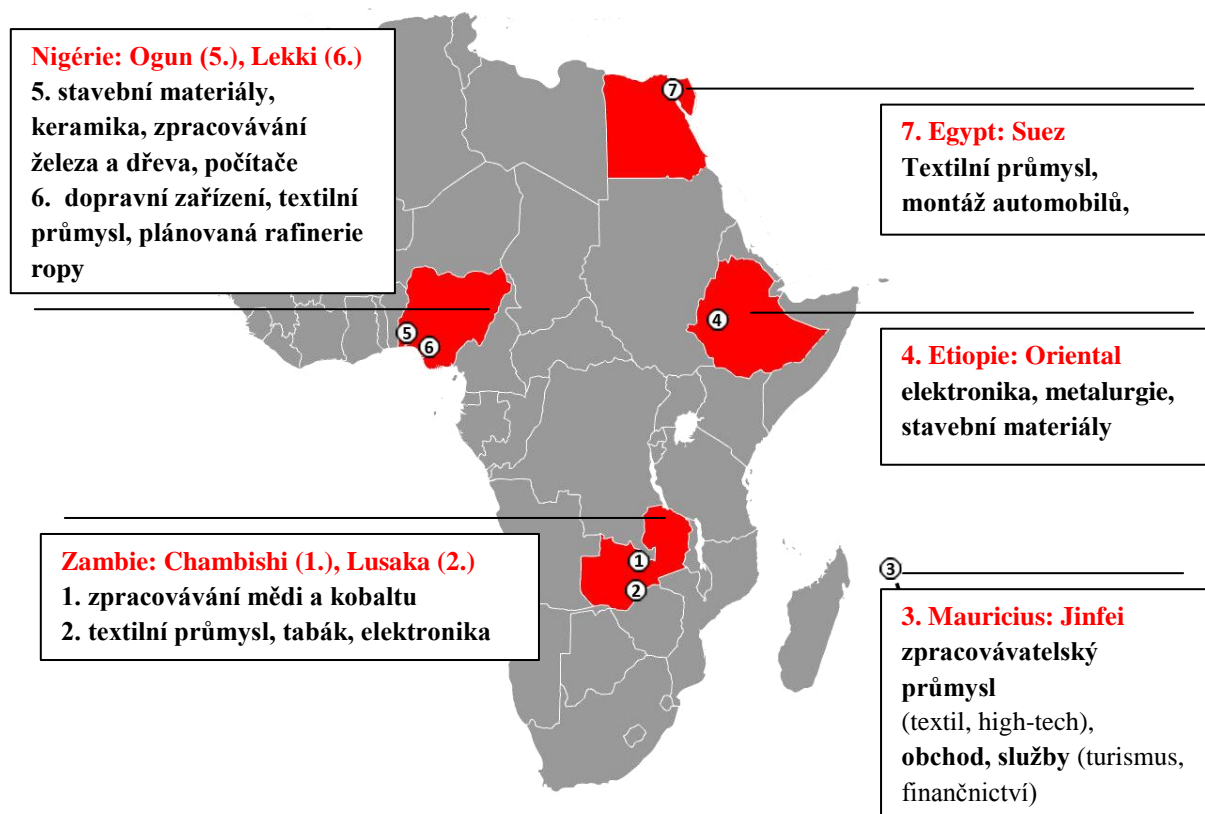 Nigérie: Ogun (5.), Lekki (6.)
5. stavební materiály,
keramika, zpracovávání
železa a dřeva, počítače
6. dopravní zařízení, textilní
průmysl, plánovaná rafinerie
ropy
7
7. Egypt: Suez
Textilní průmysl,
montáž automobilů,
5
6
4
4. Etiopie: Oriental
elektronika, metalurgie,
stavební materiály
Zambie: Chambishi (1.), Lusaka (2.)
1. zpracovávání mědi a kobaltu
2. textilní průmysl, tabák, elektronika
1
2
3
3. Mauricius: Jinfei
zpracovávatelský
průmysl
(textil, high-tech),
obchod, služby (turismus,
finančnictví)